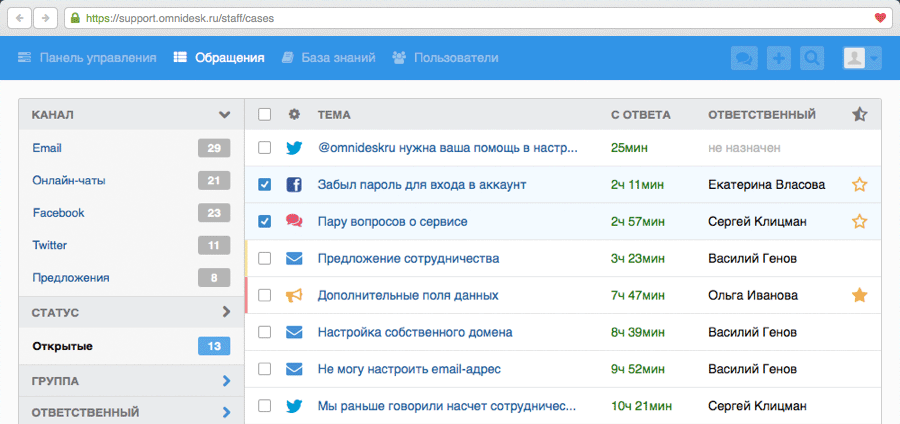 https://support.omnidesk.ru/staff/cases
Панель управления Обращения База знаний Пользователи
КАНАЛ
Email 29
Онлайн-чаты 21
Facebook 23
Twitter 11
Предложения 8
СТАТУС
Открытые 13
ГРУППА
ОТВЕТСТВЕННЫЙ
ТЕМА С ОТВЕТА ОТВЕТСТВЕННЫЙ
@omnideskru нужна ваша помощь в настр... 25мин не назначен
Забыл пароль для входа в аккаунт 2ч 11мин Екатерина Власова
Пару вопросов о сервисе 2ч 57мин Сергей Клицман
Предложение сотрудничества 3ч 23мин Василий Генов
Дополнительные поля данных 7ч 47мин Ольга Иванова
Настройка собственного домена 8ч 39мин Василий Генов
Не могу настроить email-адрес 9ч 52мин Василий Генов
Мы раньше говорили насчет сотрудничес... 10ч 21мин Сергей Клицман